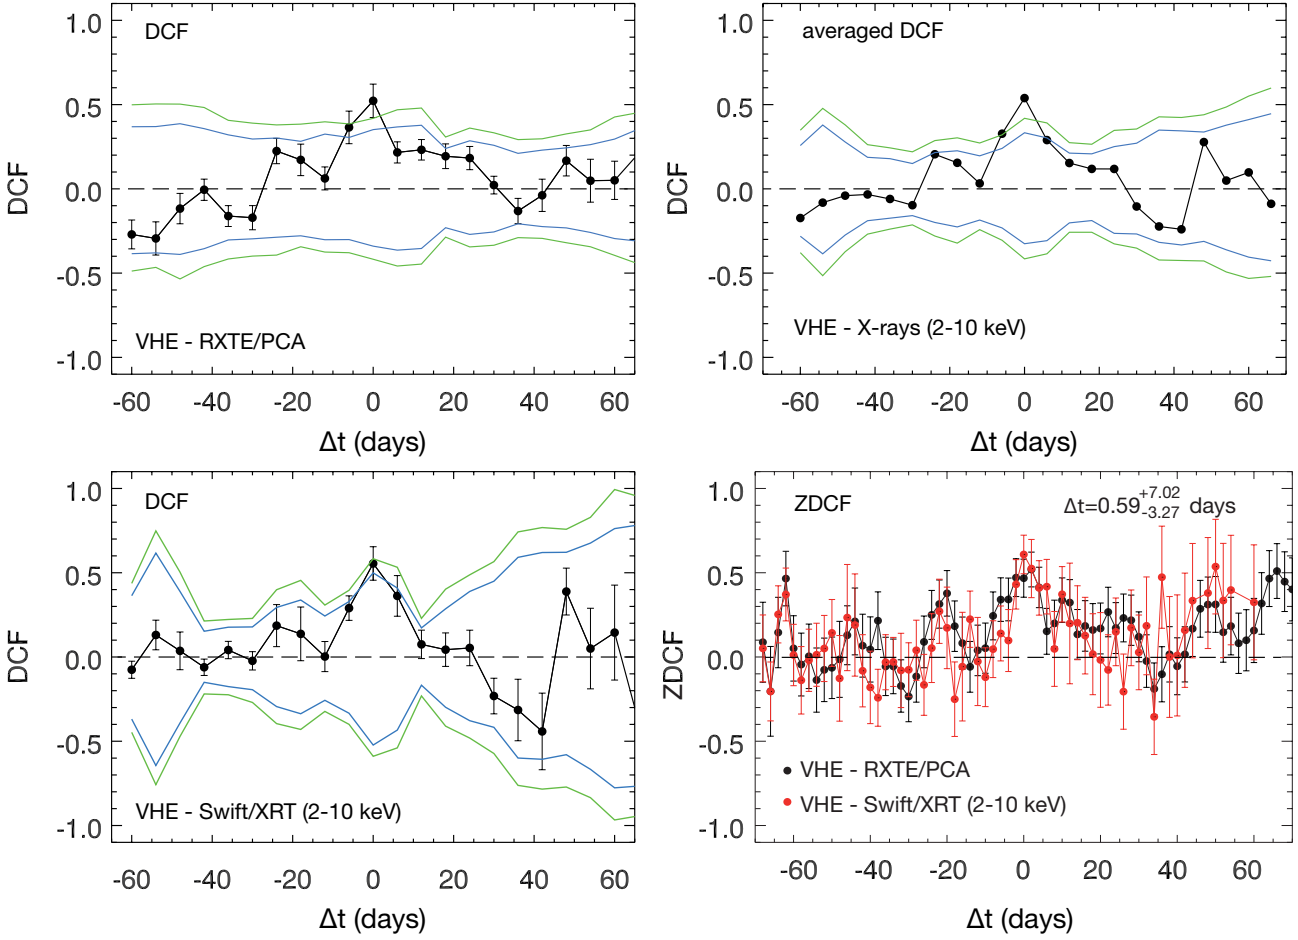 DCF
1.0
0.5
0.0
-0.5
-1.0
DCF
VHE - RXTE/PCA
-60 -40 -20 0 20 40 60
Δt (days)
averaged DCF
1.0
0.5
0.0
-0.5
-1.0
DCF
VHE - X-rays (2-10 keV)
-60 -40 -20 0 20 40 60
Δt (days)
DCF
1.0
0.5
0.0
-0.5
-1.0
DCF
VHE - Swift/XRT (2-10 keV)
-60 -40 -20 0 20 40 60
Δt (days)
ZDCF
Δt=0.59+7.02-3.27 days
1.0
0.5
0.0
-0.5
-1.0
ZDCF
VHE - RXTE/PCA
VHE - Swift/XRT (2-10 keV)
-60 -40 -20 0 20 40 60
Δt (days)